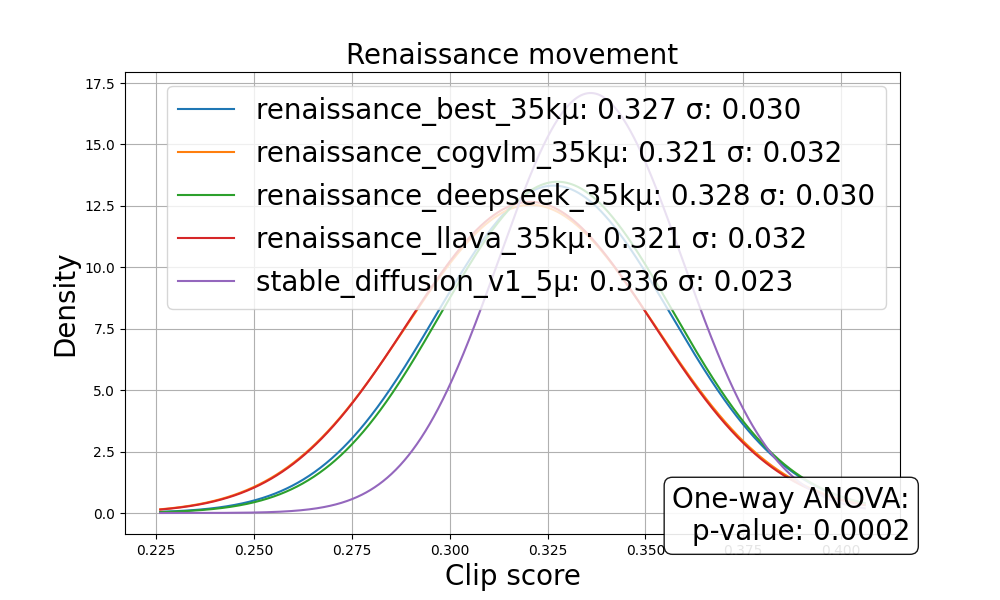 Renaissance movement
17.5
15.0
12.5
10.0
7.5
5.0
2.5
0.0
Density
renaissance_best_35kμ: 0.327 σ: 0.030
renaissance_cogvlm_35kμ: 0.321 σ: 0.032
renaissance_deepseek_35kμ: 0.328 σ: 0.030
renaissance_llava_35kμ: 0.321 σ: 0.032
stable_diffusion_v1_5μ: 0.336 σ: 0.023
One-way ANOVA:
p-value: 0.0002
0.225 0.250 0.275 0.300 0.325 0.350 0.375 0.400
Clip score